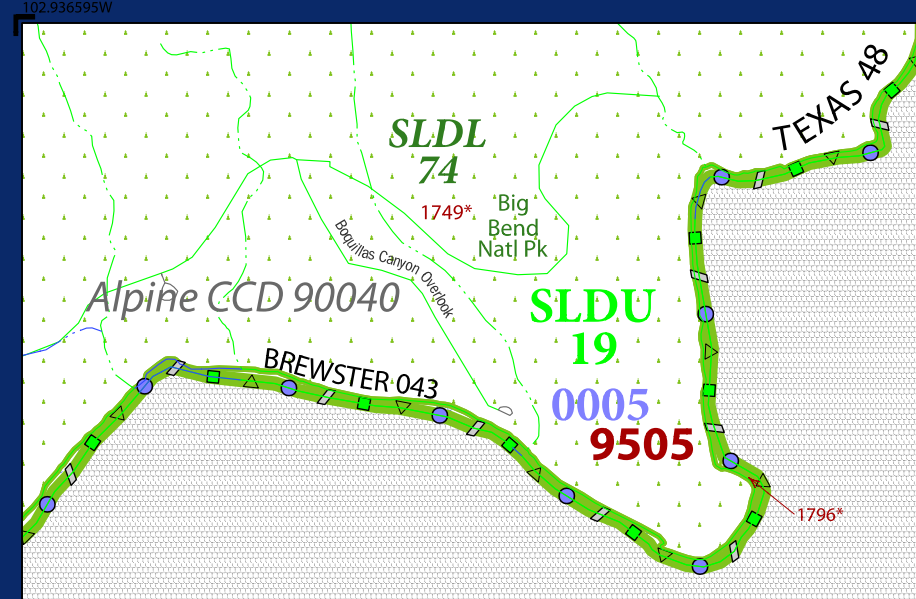 102.936595W
TEXAS 48
SLDL
74
1749*
Big
Bend
Natl Pk
Boquillas Canyon Overlook
Alpine CCD 90040
SLDU
19
BREWSTER 043
0005
9505
1796*